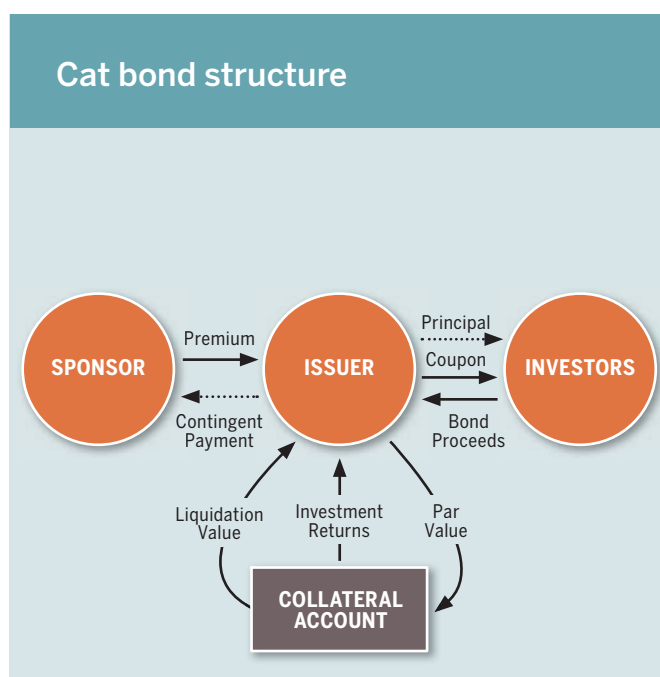 Cat bond structure
Principal
Premium
SPONSOR
ISSUER
Coupon
INVESTORS
Contingent
Payment
Bond
Proceeds
Liquidation
Value
Investment
Returns
Par
Value
COLLATERAL
ACCOUNT